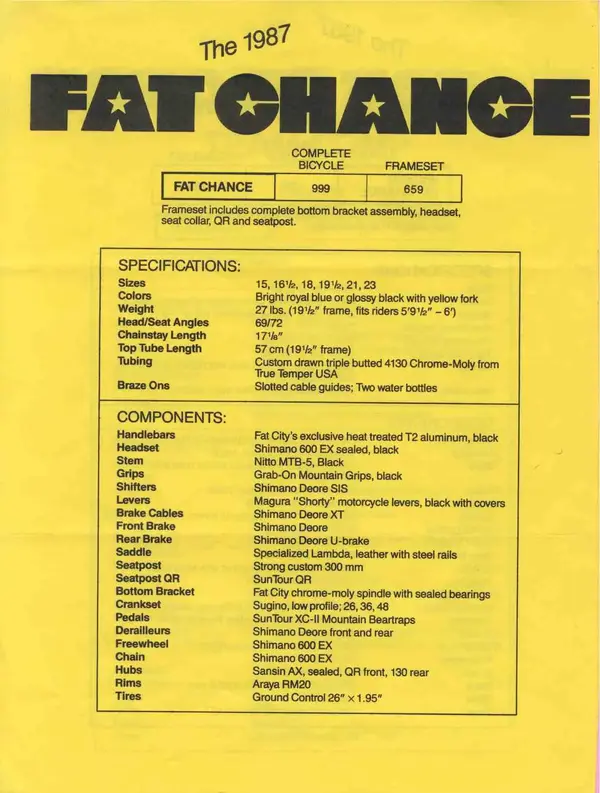 The 1987
FAT CHANCE
COMPLETE
BICYCLE FRAMESET
FAT CHANCE 999 659
Frameset includes complete bottom bracket assembly, headset,
seat collar, QR and seatpost.
SPECIFICATIONS:
Sizes 15, 16½, 18, 19½, 21, 23
Colors Bright royal blue or glossy black with yellow fork
Weight 27 lbs. (19½" frame, fits riders 5'9½" – 6')
Head/Seat Angles 69/72
Chainstay Length 17⅛"
Top Tube Length 57 cm (19½" frame)
Tubing Custom drawn triple butted 4130 Chrome-Moly from
True Temper USA
Braze Ons Slotted cable guides; Two water bottles
COMPONENTS:
Handlebars Fat City's exclusive heat treated T2 aluminum, black
Headset Shimano 600 EX sealed, black
Stem Nitto MTB-5, Black
Grips Grab-On Mountain Grips, black
Shifters Shimano Deore SIS
Levers Magura "Shorty" motorcycle levers, black with covers
Brake Cables Shimano Deore XT
Front Brake Shimano Deore
Rear Brake Shimano Deore U-brake
Saddle Specialized Lambda, leather with steel rails
Seatpost Strong custom 300 mm
Seatpost QR SunTour QR
Bottom Bracket Fat City chrome-moly spindle with sealed bearings
Crankset Sugino, low profile; 26, 36, 48
Pedals SunTour XC-II Mountain Beartraps
Derailleurs Shimano Deore front and rear
Freewheel Shimano 600 EX
Chain Shimano 600 EX
Hubs Sansin AX, sealed, QR front, 130 rear
Rims Araya RM20
Tires Ground Control 26" × 1.95"